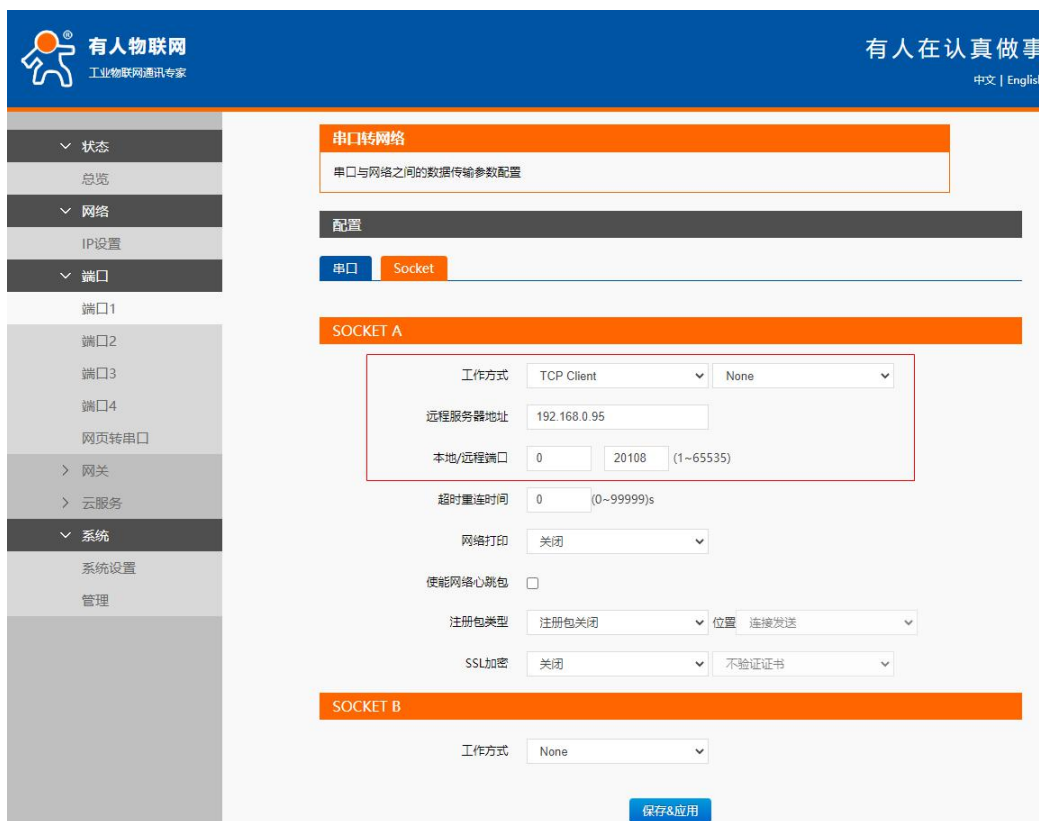 有人物联网
®
工业物联网通讯专家
有人在认真做事
中文 | English
状态
总览
网络
IP设置
端口
端口1
端口2
端口3
端口4
网页转串口
网关
云服务
系统
系统设置
管理
串口转网络
串口与网络之间的数据传输参数配置
配置
串口 Socket
SOCKET A
工作方式 TCP Client None
远程服务器地址 192.168.0.95
本地/远程端口 0 20108 (1~65535)
超时重连时间 0 (0~99999)s
网络打印 关闭
使能网络心跳包
注册包类型 注册包关闭 位置 连接发送
SSL加密 关闭 不验证证书
SOCKET B
工作方式 None
保存&应用